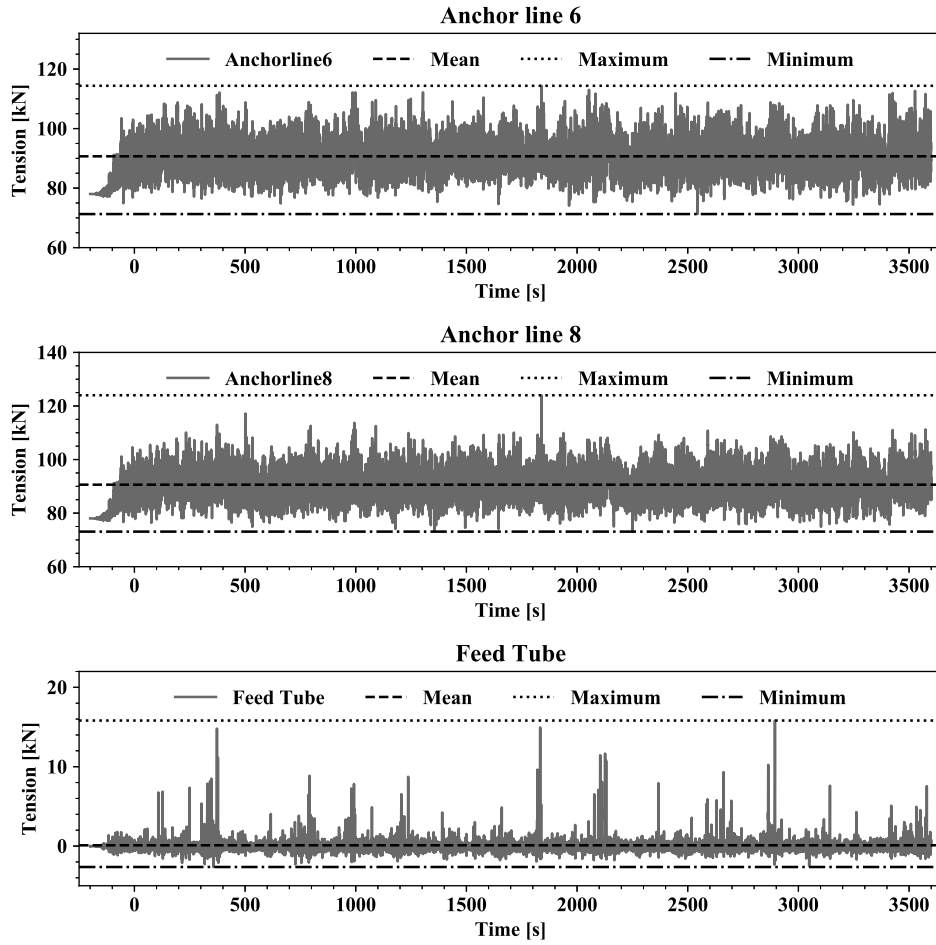 Anchor line 6
Anchorline6 Mean Maximum Minimum
Tension [kN]
120
100
80
60
0 500 1000 1500 2000 2500 3000 3500
Time [s]
Anchor line 8
Anchorline8 Mean Maximum Minimum
Tension [kN]
140
120
100
80
60
0 500 1000 1500 2000 2500 3000 3500
Time [s]
Feed Tube
Feed Tube Mean Maximum Minimum
Tension [kN]
20
10
0
0 500 1000 1500 2000 2500 3000 3500
Time [s]